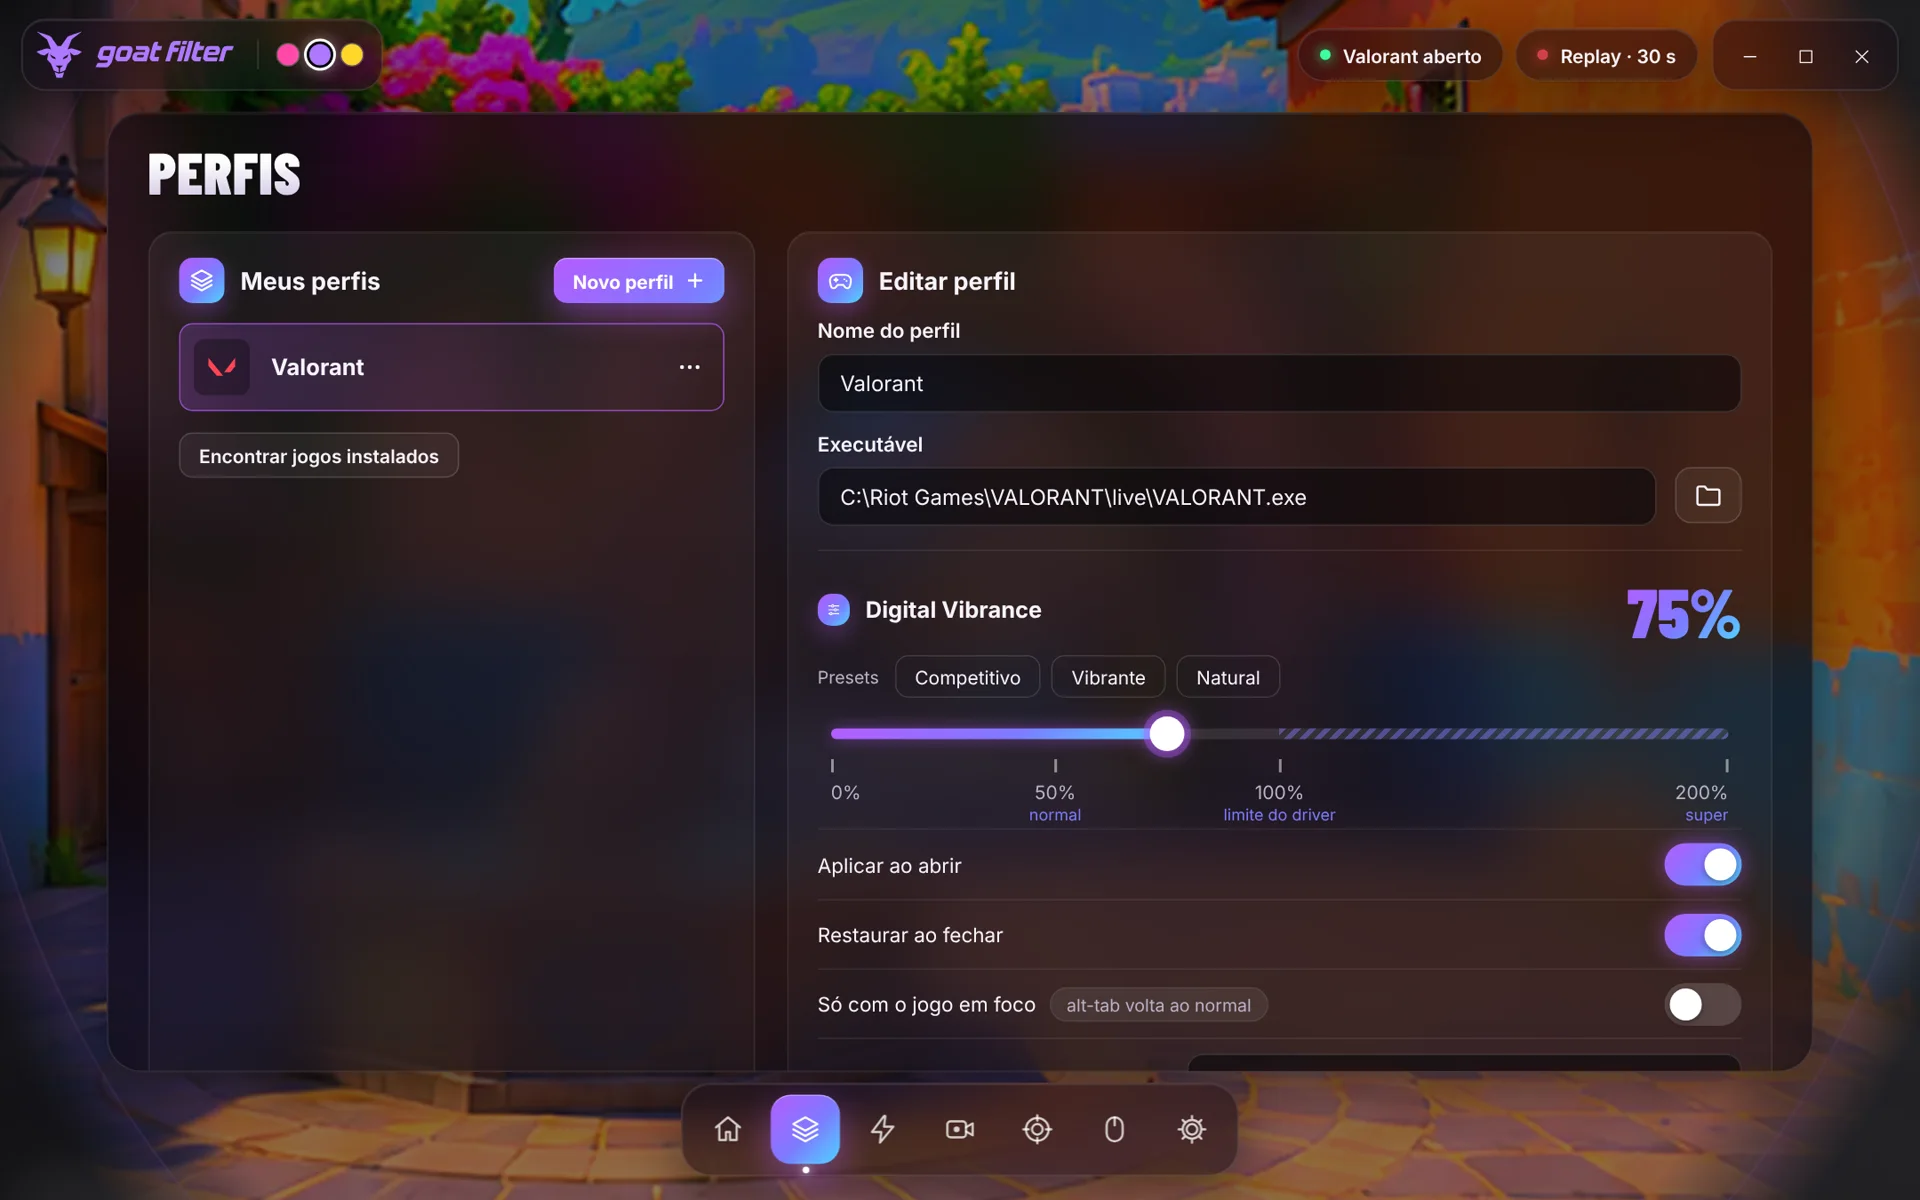 goat filter
Valorant aberto
Replay · 30 s
PERFIS
Meus perfis
Novo perfil +
Valorant
Encontrar jogos instalados
Editar perfil
Nome do perfil
Valorant
Executável
C:\Riot Games\VALORANT\live\VALORANT.exe
Digital Vibrance
75%
Presets Competitivo Vibrante Natural
0% 50% 100% 200%
normal limite do driver super
Aplicar ao abrir
Restaurar ao fechar
Só com o jogo em foco alt-tab volta ao normal